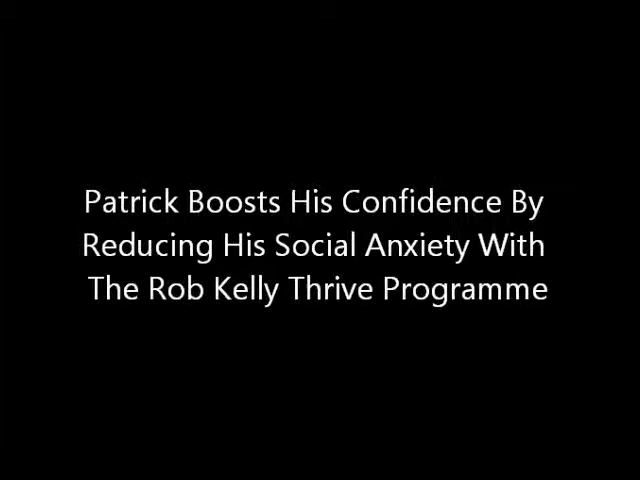 Patrick Boosts His Confidence By
Reducing His Social Anxiety With
The Rob Kelly Thrive Programme